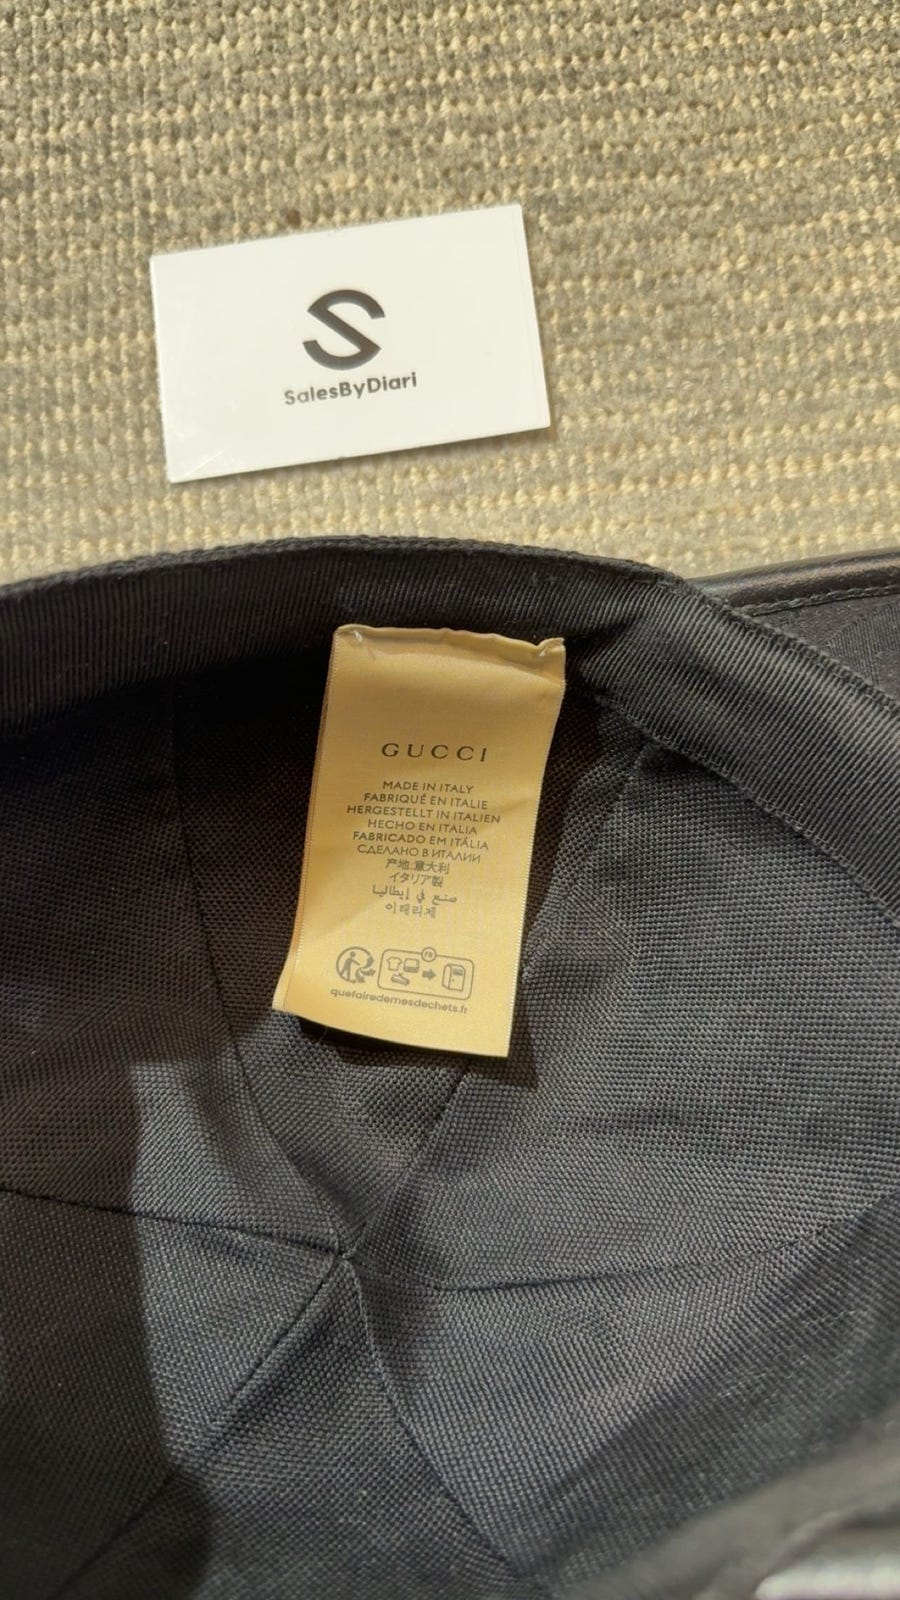 S
SalesByDiari
GUCCI
MADE IN ITALY
FABRIQUÉ EN ITALIE
HERGESTELLT IN ITALIEN
HECHO EN ITALIA
FABRICADO EM ITÁLIA
СДЕЛАНО В ИТАЛИИ
产地:意大利
イタリア製
صنع في إيطاليا
이태리제
FR
quefairedemesdechets.fr